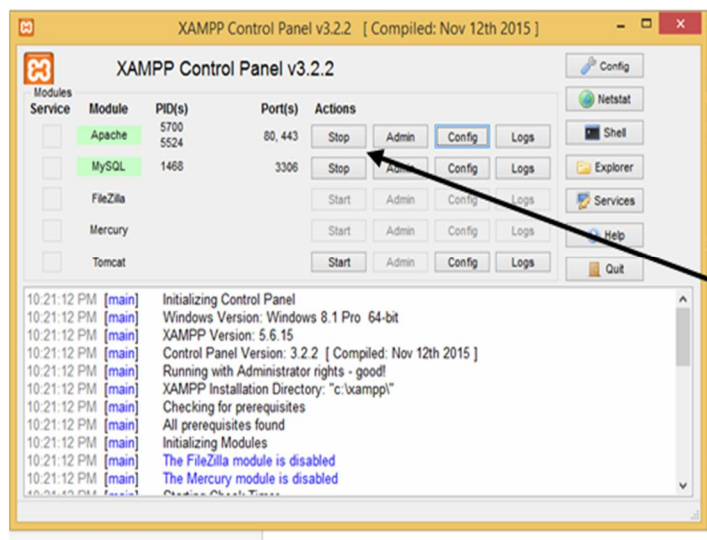 XAMPP Control Panel v3.2.2 [ Compiled: Nov 12th 2015 ]
XAMPP Control Panel v3.2.2
Config
Modules
Service Module PID(s) Port(s) Actions
Netstat
Apache 5700 5524 80, 443 Stop Admin Config Logs
Shell
MySQL 1468 3306 Stop Admin Config Logs
Explorer
FileZilla Start Admin Config Logs
Services
Mercury Start Admin Config Logs
Help
Tomcat Start Admin Config Logs
Quit
10:21:12 PM [main] Initializing Control Panel
10:21:12 PM [main] Windows Version: Windows 8.1 Pro 64-bit
10:21:12 PM [main] XAMPP Version: 5.6.15
10:21:12 PM [main] Control Panel Version: 3.2.2 [ Compiled: Nov 12th 2015 ]
10:21:12 PM [main] Running with Administrator rights - good!
10:21:12 PM [main] XAMPP Installation Directory: "c:\xampp\"
10:21:12 PM [main] Checking for prerequisites
10:21:12 PM [main] All prerequisites found
10:21:12 PM [main] Initializing Modules
10:21:12 PM [main] The FileZilla module is disabled
10:21:12 PM [main] The Mercury module is disabled